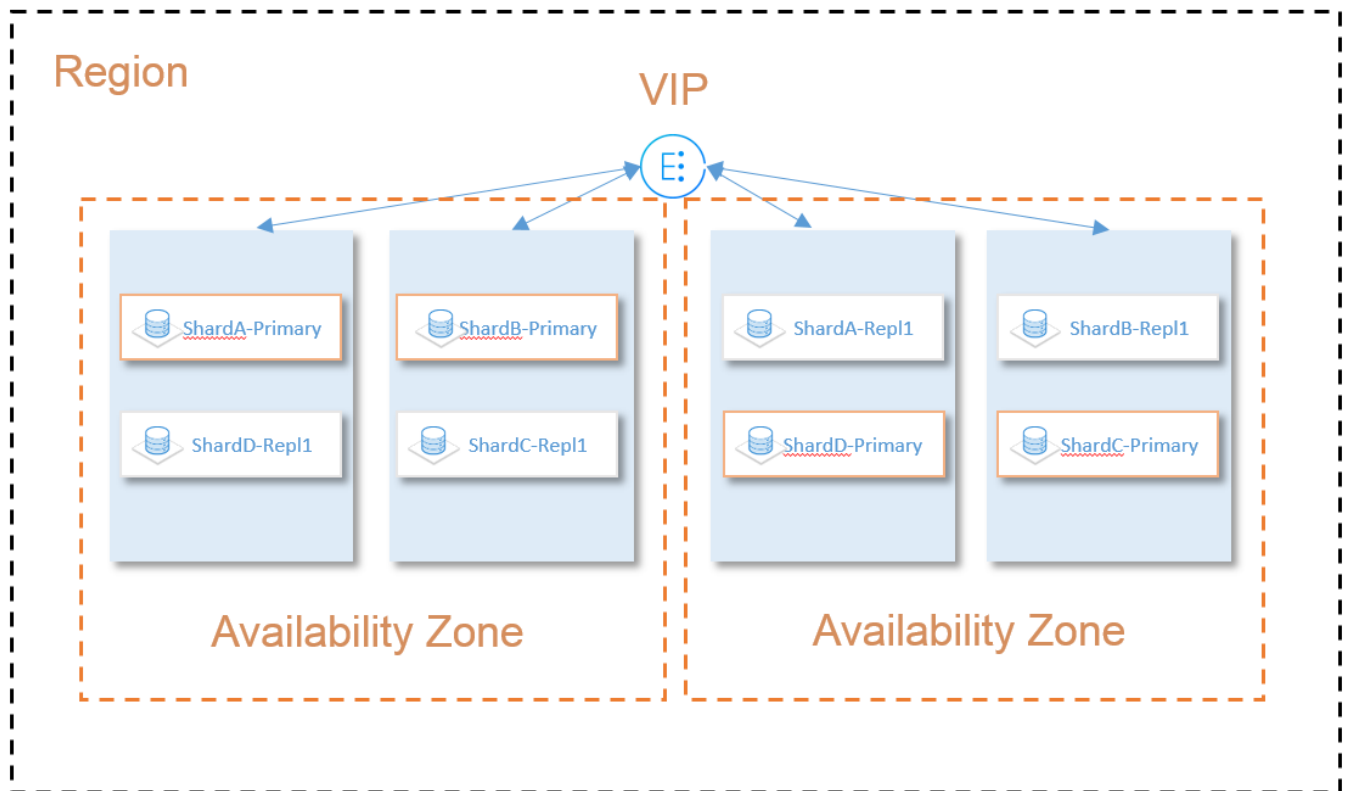 Region
VIP
E
ShardA-Primary
ShardB-Primary
ShardA-Repl1
ShardB-Repl1
ShardD-Repl1
ShardC-Repl1
ShardD-Primary
ShardC-Primary
Availability Zone
Availability Zone